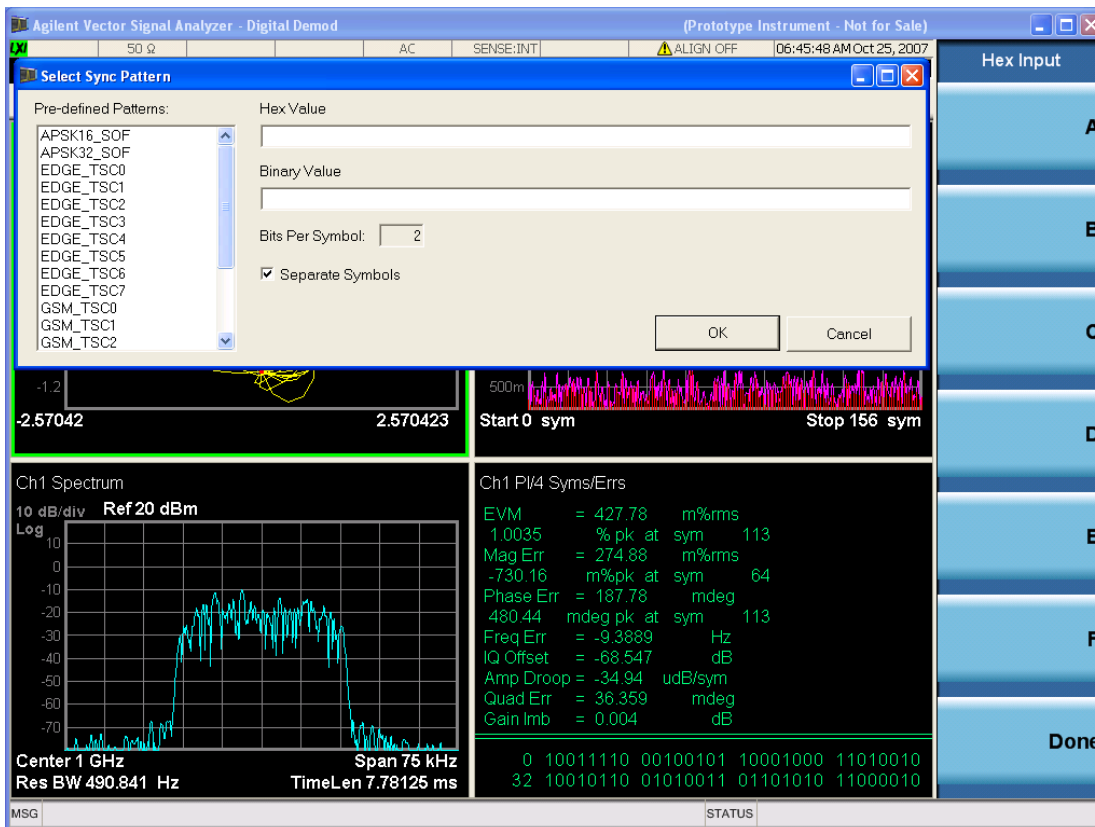 Agilent Vector Signal Analyzer - Digital Demod (Prototype Instrument - Not for Sale)
LXI 50 Ω AC SENSE:INT ALIGN OFF 06:45:48 AM Oct 25, 2007
Hex Input
Select Sync Pattern
Pre-defined Patterns:
APSK16_SOF
APSK32_SOF
EDGE_TSC0
EDGE_TSC1
EDGE_TSC2
EDGE_TSC3
EDGE_TSC4
EDGE_TSC5
EDGE_TSC6
EDGE_TSC7
GSM_TSC0
GSM_TSC1
GSM_TSC2
Hex Value
Binary Value
Bits Per Symbol: 2
Separate Symbols
OK Cancel
A
C
D
F
Done
-1.2
-2.57042 2.570423
500m
Start 0 sym Stop 156 sym
Ch1 Spectrum
10 dB/div Ref 20 dBm
Log
10
0
-10
-20
-30
-40
-50
-60
-70
Center 1 GHz Span 75 kHz
Res BW 490.841 Hz TimeLen 7.78125 ms
Ch1 PI/4 Syms/Errs
EVM = 427.78 m%rms
1.0035 % pk at sym 113
Mag Err = 274.88 m%rms
-730.16 m%pk at sym 64
Phase Err = 187.78 mdeg
480.44 mdeg pk at sym 113
Freq Err = -9.3889 Hz
IQ Offset = -68.547 dB
Amp Droop = -34.94 udB/sym
Quad Err = 36.359 mdeg
Gain Imb = 0.004 dB
0 10011110 00100101 10001000 11010010
32 10010110 01010011 01101010 11000010
MSG STATUS